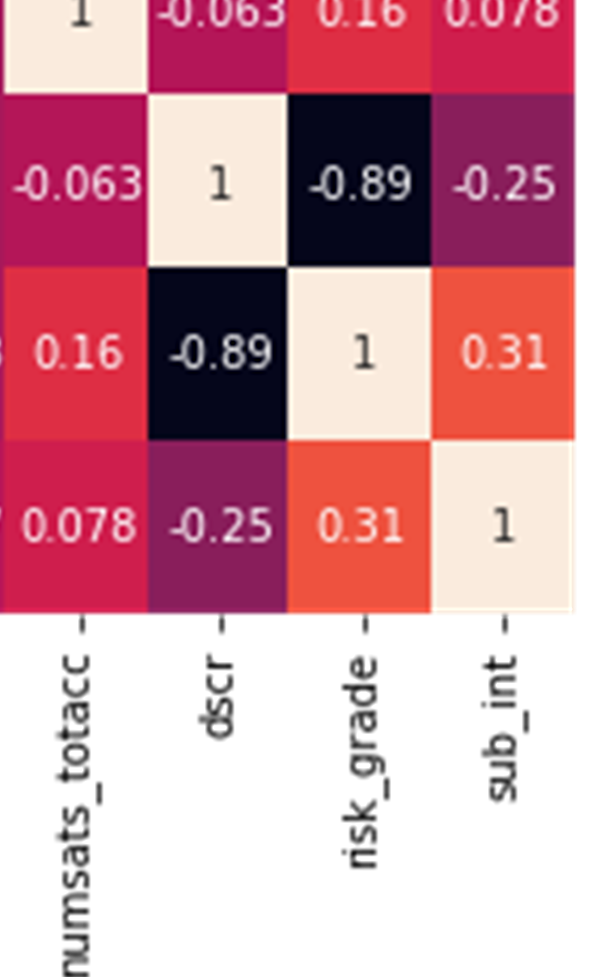 1 -0.063 0.16 0.078
-0.063 1 -0.89 -0.25
0.16 -0.89 1 0.31
0.078 -0.25 0.31 1
numsats_totacc
dscr
risk_grade
sub_int